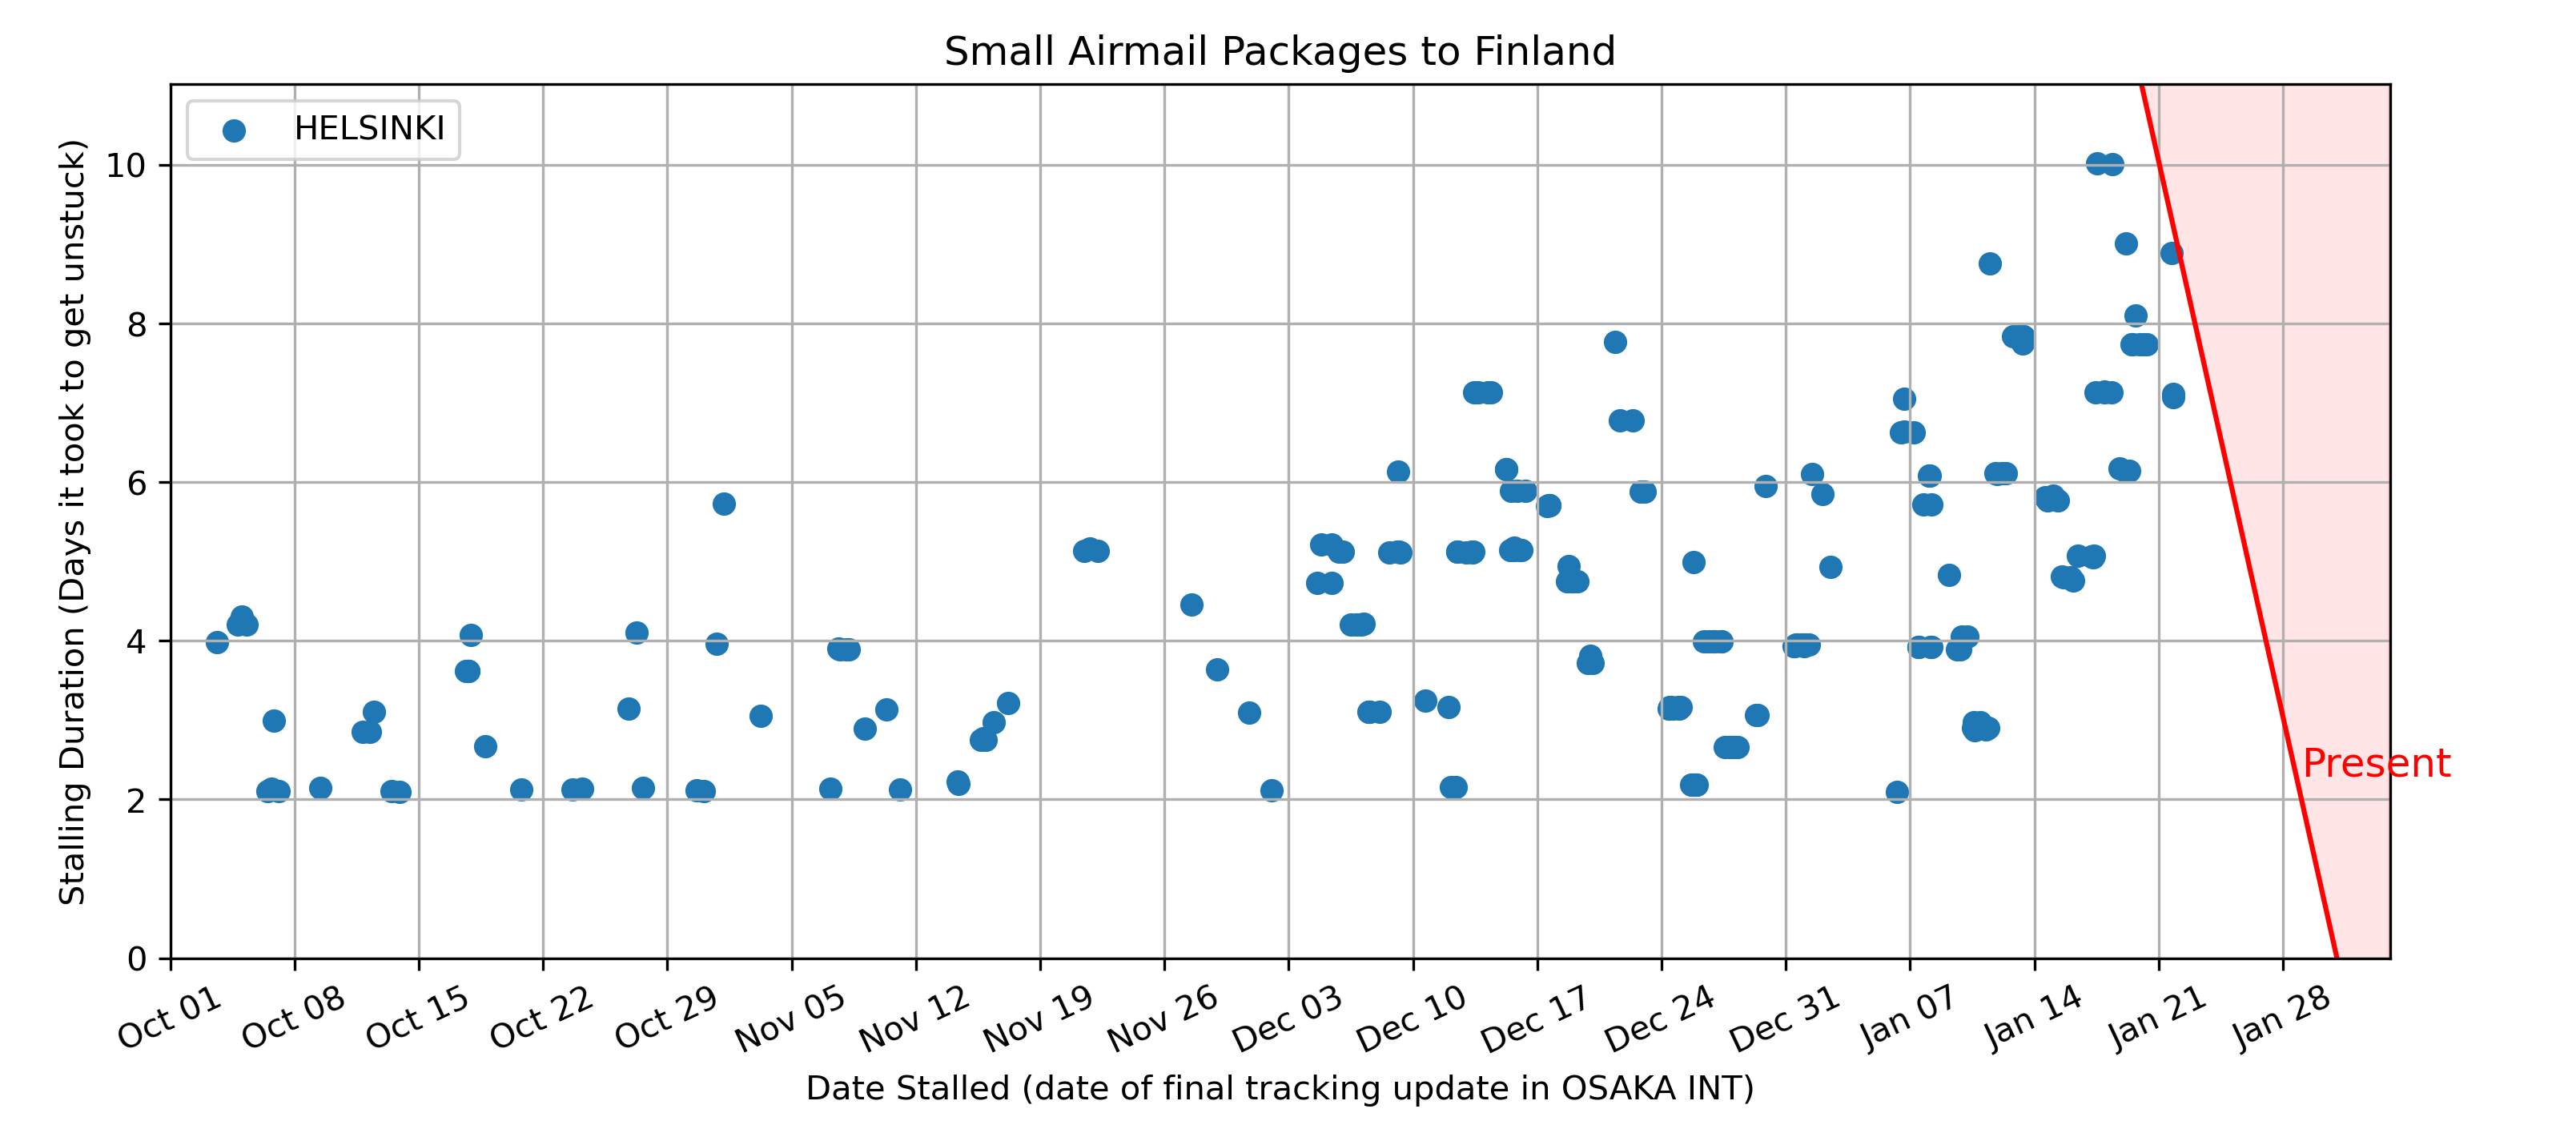 Small Airmail Packages to Finland
HELSINKI
Stalling Duration (Days it took to get unstuck)
10
8
6
4
2
0
Present
Oct 01
Oct 08
Oct 15
Oct 22
Oct 29
Nov 05
Nov 12
Nov 19
Nov 26
Dec 03
Dec 10
Dec 17
Dec 24
Dec 31
Jan 07
Jan 14
Jan 21
Jan 28
Date Stalled (date of final tracking update in OSAKA INT)